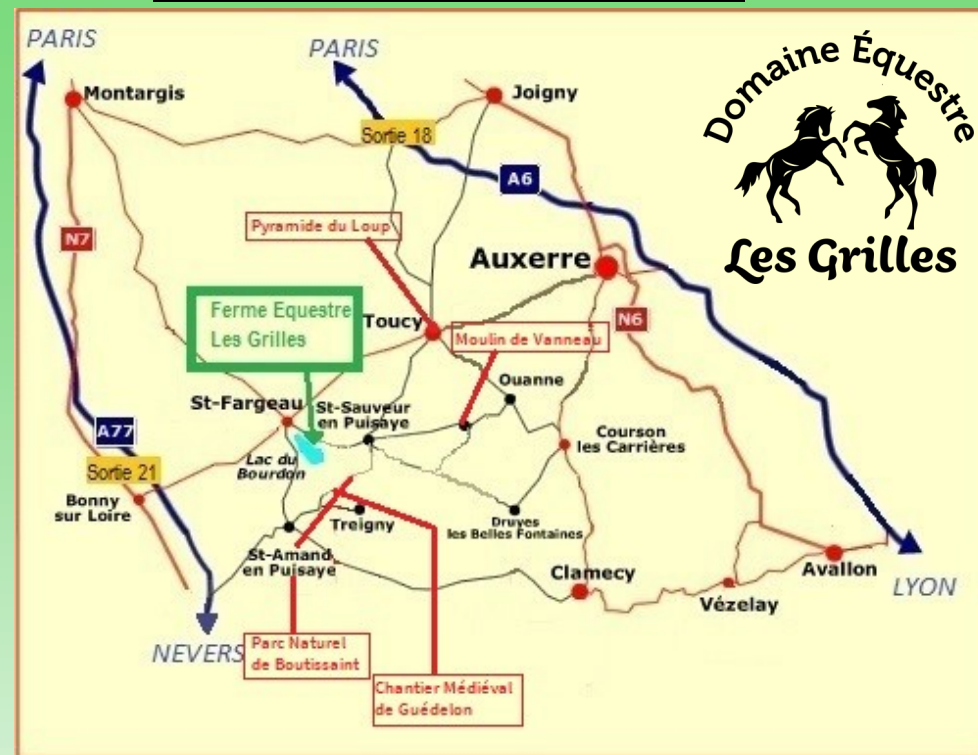 PARIS
PARIS
Domaine Équestre
Les Grilles
Montargis
Joigny
Sortie 18
A6
Pyramide du Loup
N7
Auxerre
Ferme Equestre
Les Grilles
Toucy
N6
Moulin de Vanneau
Ouanne
St-Fargeau
St-Sauveur
en Puisaye
A77
Courson
les Carrières
Lac du
Bourdon
Sortie 21
Bonny
sur Loire
Treigny
Druyes
les Belles Fontaines
St-Amand
en Puisaye
Clamecy
Avallon
LYON
Vézelay
NEVERS
Parc Naturel
de Boutissaint
Chantier Médiéval
de Guédelon